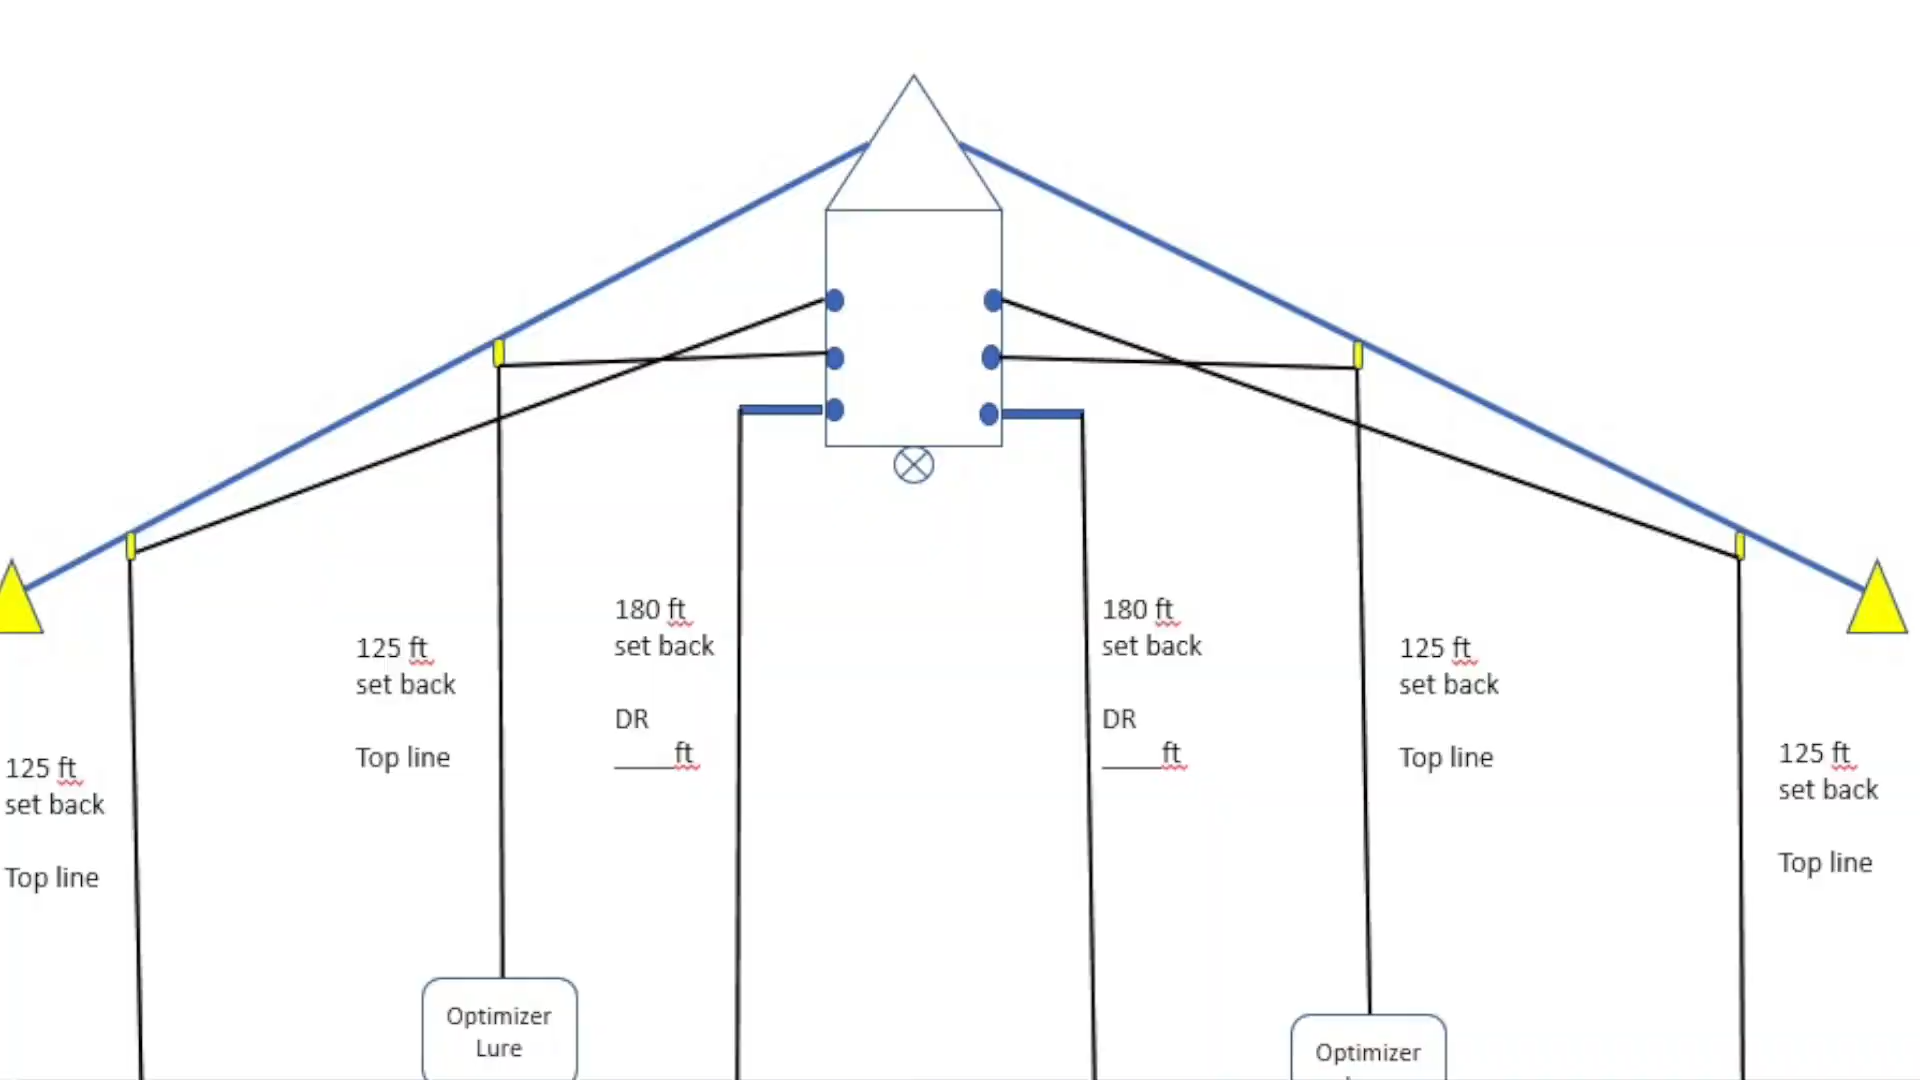 125 ft
set back
Top line
125 ft
set back
Top line
180 ft
set back
DR
____ft
180 ft
set back
DR
____ft
125 ft
set back
Top line
125 ft
set back
Top line
Optimizer
Lure
Optimizer